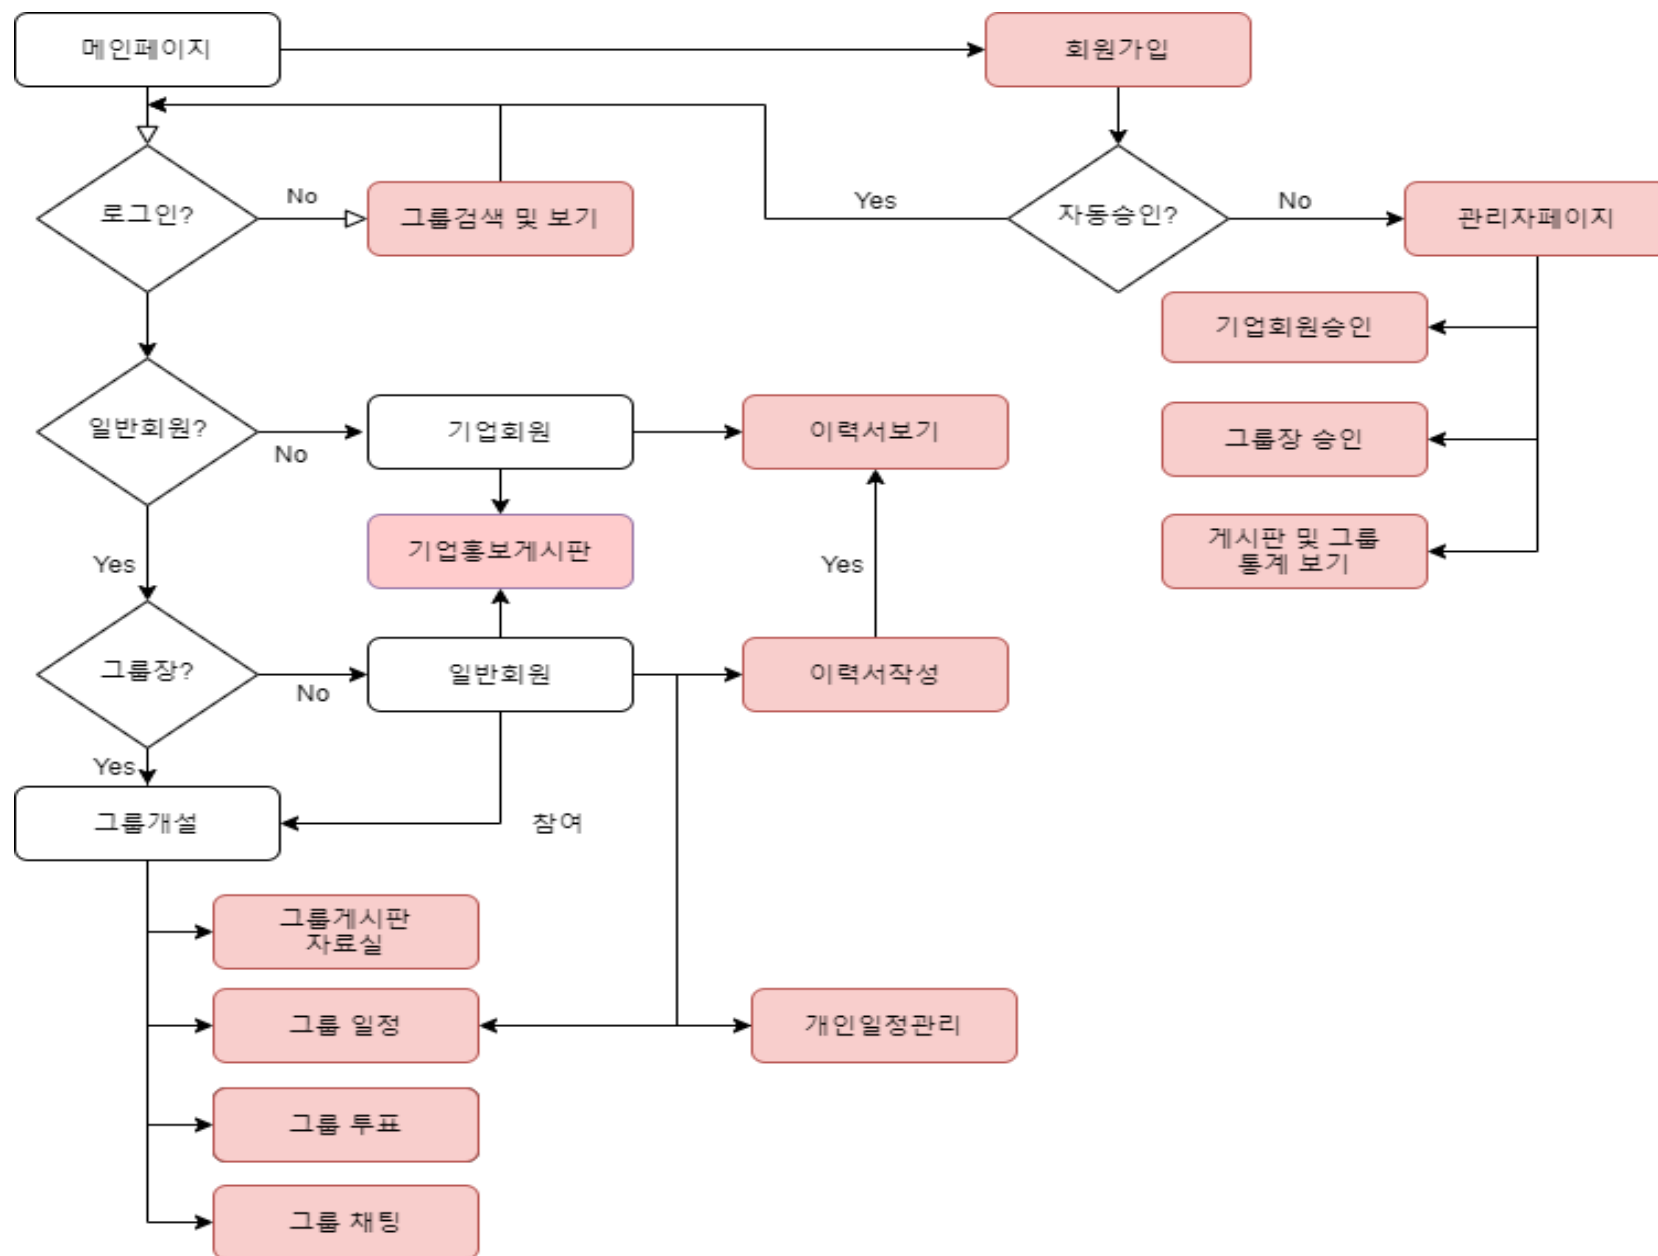 메인페이지
회원가입
로그인?
No
그룹검색 및 보기
Yes
자동승인?
No
관리자페이지
기업회원승인
일반회원?
No
기업회원
이력서보기
그룹장 승인
기업홍보게시판
게시판 및 그룹
통계 보기
Yes
Yes
그룹장?
No
일반회원
이력서작성
Yes
그룹개설
참여
그룹게시판
자료실
그룹 일정
개인일정관리
그룹 투표
그룹 채팅